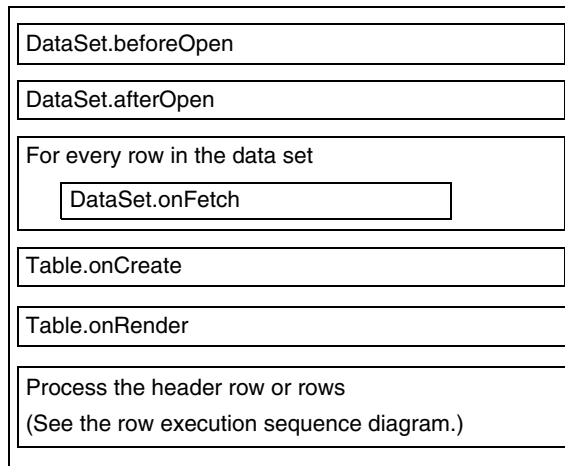 DataSet.beforeOpen
DataSet.afterOpen
For every row in the data set
DataSet.onFetch
Table.onCreate
Table.onRender
Process the header row or rows
(See the row execution sequence diagram.)